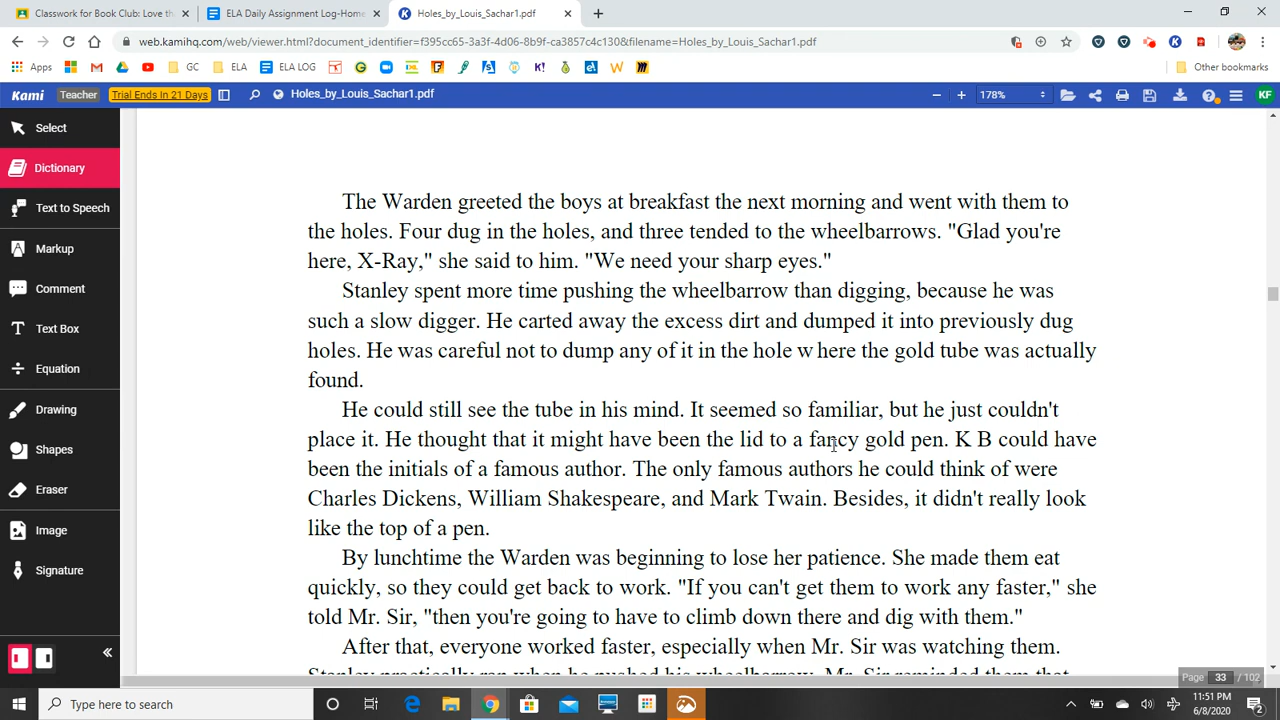 Classwork for Book Club: Love th
ELA Daily Assignment Log-Home
Holes_by_Louis_Sachar1.pdf
web.kamihq.com/web/viewer.html?document_identifier=f395cc65-3a3f-4d06-8b9f-ca3857c4c130&filename=Holes_by_Louis_Sachar1.pdf
Apps GC ELA ELA LOG Other bookmarks
Kami Teacher Trial Ends In 21 Days Holes_by_Louis_Sachar1.pdf 178% KF
Select
Dictionary
Text to Speech
Markup
Comment
Text Box
Equation
Drawing
Shapes
Eraser
Image
Signature
The Warden greeted the boys at breakfast the next morning and went with them to
the holes. Four dug in the holes, and three tended to the wheelbarrows. "Glad you're
here, X-Ray," she said to him. "We need your sharp eyes."
Stanley spent more time pushing the wheelbarrow than digging, because he was
such a slow digger. He carted away the excess dirt and dumped it into previously dug
holes. He was careful not to dump any of it in the hole w here the gold tube was actually
found.
He could still see the tube in his mind. It seemed so familiar, but he just couldn't
place it. He thought that it might have been the lid to a fancy gold pen. K B could have
been the initials of a famous author. The only famous authors he could think of were
Charles Dickens, William Shakespeare, and Mark Twain. Besides, it didn't really look
like the top of a pen.
By lunchtime the Warden was beginning to lose her patience. She made them eat
quickly, so they could get back to work. "If you can't get them to work any faster," she
told Mr. Sir, "then you're going to have to climb down there and dig with them."
After that, everyone worked faster, especially when Mr. Sir was watching them.
Stanley practically ran when he pushed his wheelbarrow. Mr. Sir reminded them that
Page 33 / 102
Type here to search
11:51 PM
6/8/2020